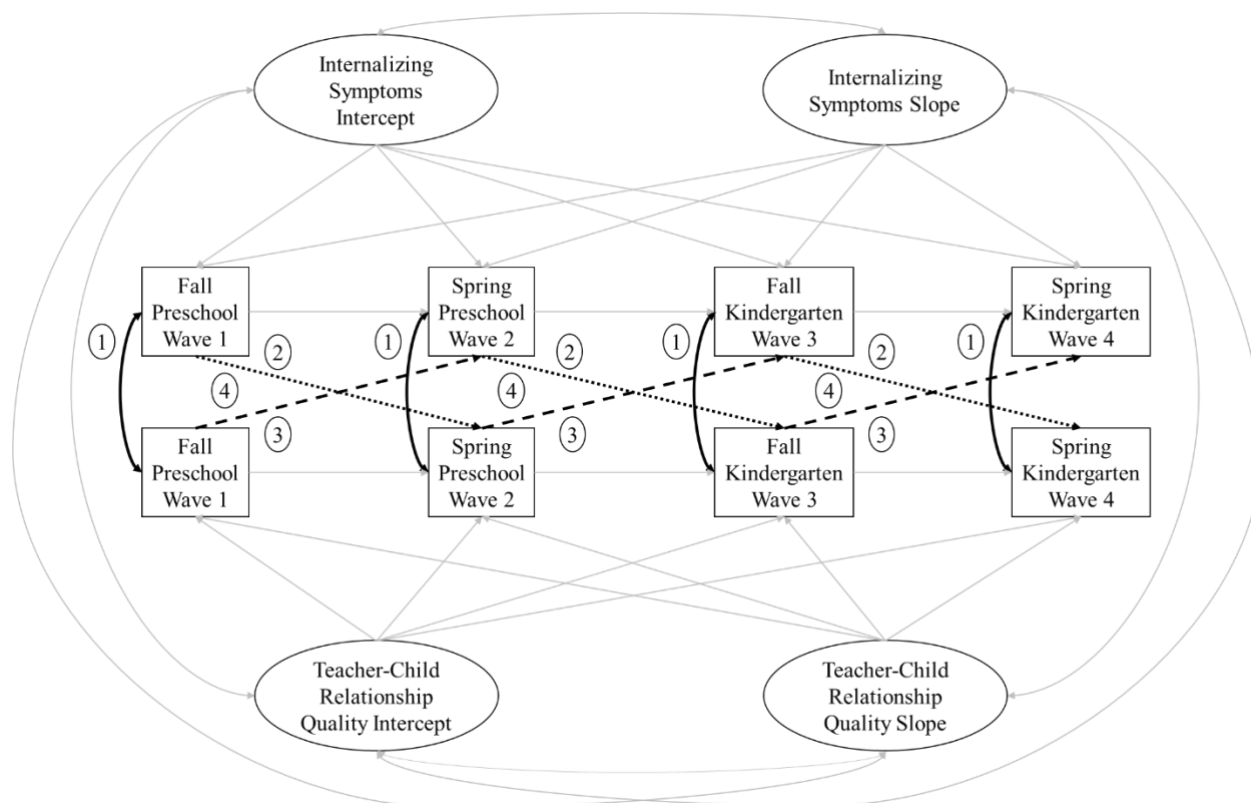 Internalizing
Symptoms
Intercept
Internalizing
Symptoms Slope
Fall
Preschool
Wave 1
Spring
Preschool
Wave 2
Fall
Kindergarten
Wave 3
Spring
Kindergarten
Wave 4
1
2
1
2
1
2
1
4
4
4
3
3
3
Fall
Preschool
Wave 1
Spring
Preschool
Wave 2
Fall
Kindergarten
Wave 3
Spring
Kindergarten
Wave 4
Teacher-Child
Relationship
Quality Intercept
Teacher-Child
Relationship
Quality Slope